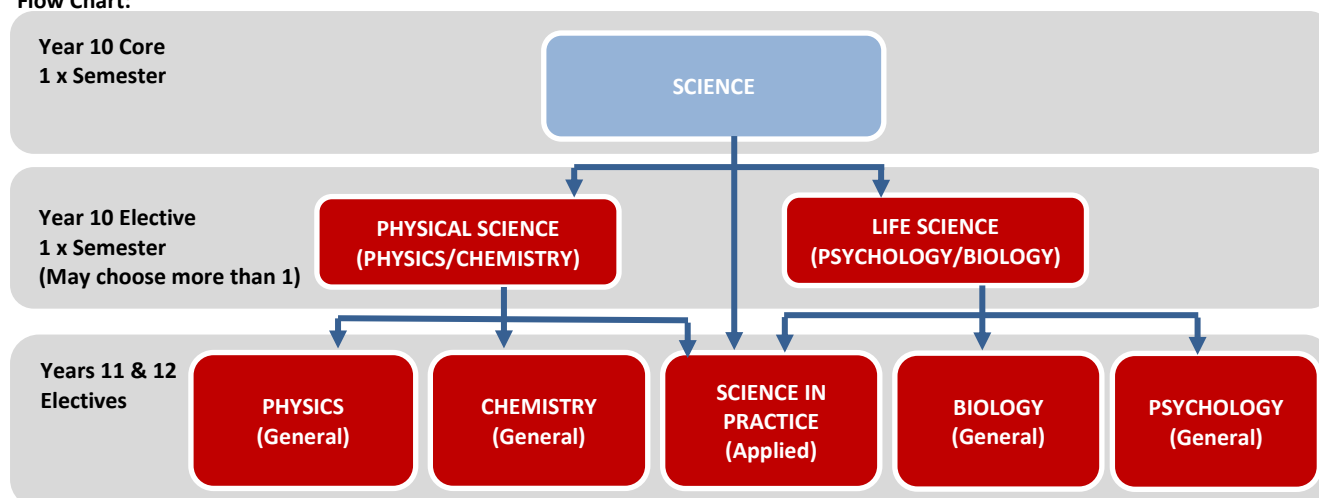 Flow Chart:
Year 10 Core
1 x Semester
SCIENCE
Year 10 Elective
1 x Semester
(May choose more than 1)
PHYSICAL SCIENCE
(PHYSICS/CHEMISTRY)
LIFE SCIENCE
(PSYCHOLOGY/BIOLOGY)
Years 11 & 12
Electives
PHYSICS
(General)
CHEMISTRY
(General)
SCIENCE IN
PRACTICE
(Applied)
BIOLOGY
(General)
PSYCHOLOGY
(General)